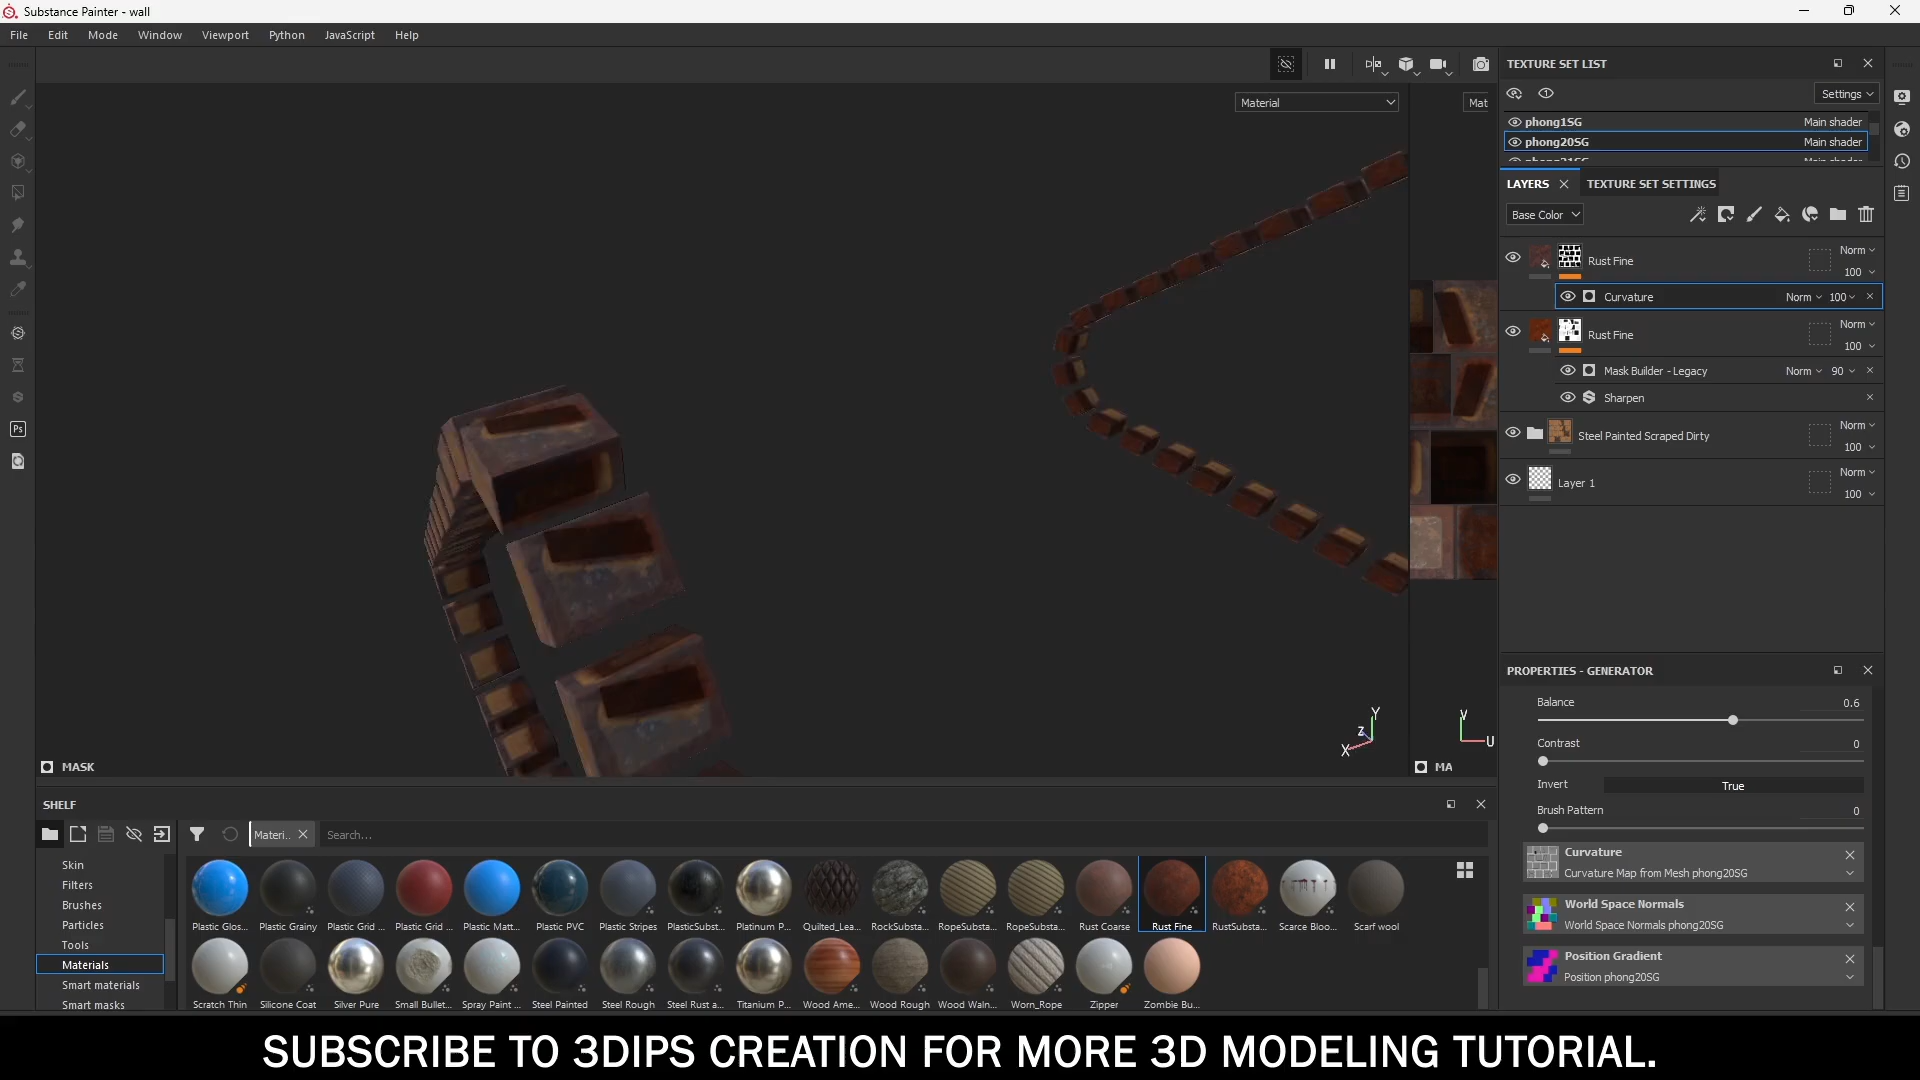 Substance Painter - wall
File Edit Mode Window Viewport Python JavaScript Help
Material
Mat
X Y Z
V U
MASK
MA
TEXTURE SET LIST
Settings
phong1SG Main shader
phong20SG Main shader
LAYERS TEXTURE SET SETTINGS
Base Color
Rust Fine Norm 100
Curvature Norm 100
Rust Fine Norm 100
Mask Builder - Legacy Norm 90
Sharpen
Steel Painted Scraped Dirty Norm 100
Layer 1 Norm 100
PROPERTIES - GENERATOR
Balance 0.6
Contrast 0
Invert True
Brush Pattern 0
Curvature
Curvature Map from Mesh phong20SG
World Space Normals
World Space Normals phong20SG
Position Gradient
Position phong20SG
Ps
SHELF
Materi.. Search...
Skin
Filters
Brushes
Particles
Tools
Materials
Smart materials
Smart masks
Plastic Glos... Plastic Grainy Plastic Grid ... Plastic Grid ... Plastic Matt... Plastic PVC Plastic Stripes PlasticSubst... Platinum P... Quilted_Lea... RockSubsta... RopeSubsta... RopeSubsta... Rust Coarse Rust Fine RustSubsta... Scarce Bloo... Scarf wool
Scratch Thin Silicone Coat Silver Pure Small Bullet... Spray Paint ... Steel Painted Steel Rough Steel Rust a... Titanium P... Wood Ame... Wood Rough Wood Waln... Worn_Rope Zipper Zombie Bu...
SUBSCRIBE TO 3DIPS CREATION FOR MORE 3D MODELING TUTORIAL.